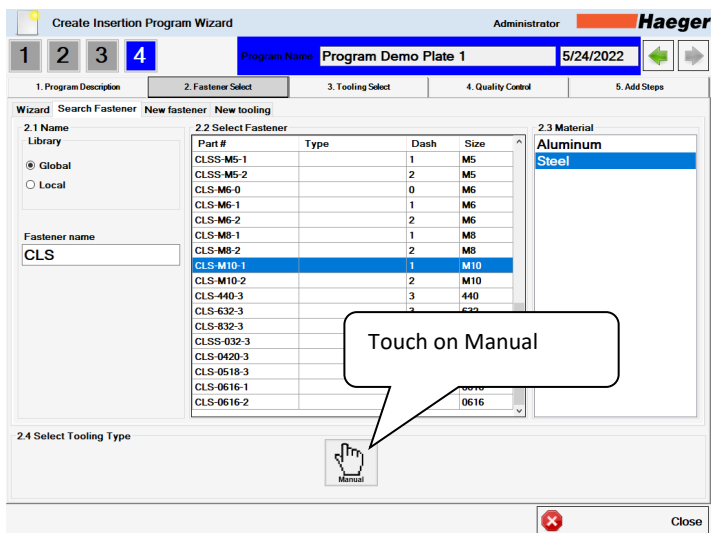 Create Insertion Program Wizard Administrator Haeger
1 2 3 4 Program Name Program Demo Plate 1 5/24/2022
1. Program Description 2. Fastener Select 3. Tooling Select 4. Quality Control 5. Add Steps
Wizard Search Fastener New fastener New tooling
2.1 Name 2.2 Select Fastener 2.3 Material
Library
Global
Local
Fastener name
CLS
Part # Type Dash Size
CLSS-M5-1 1 M5
CLSS-M5-2 2 M5
CLS-M6-0 0 M6
CLS-M6-1 1 M6
CLS-M6-2 2 M6
CLS-M8-1 1 M8
CLS-M8-2 2 M8
CLS-M10-1 1 M10
CLS-M10-2 2 M10
CLS-440-3 3 440
CLS-632-3 3 632
CLS-832-3
CLSS-032-3
CLS-0420-3
CLS-0518-3
CLS-0616-1 0616
CLS-0616-2 0616
Aluminum
Steel
Touch on Manual
2.4 Select Tooling Type
Manual
Close